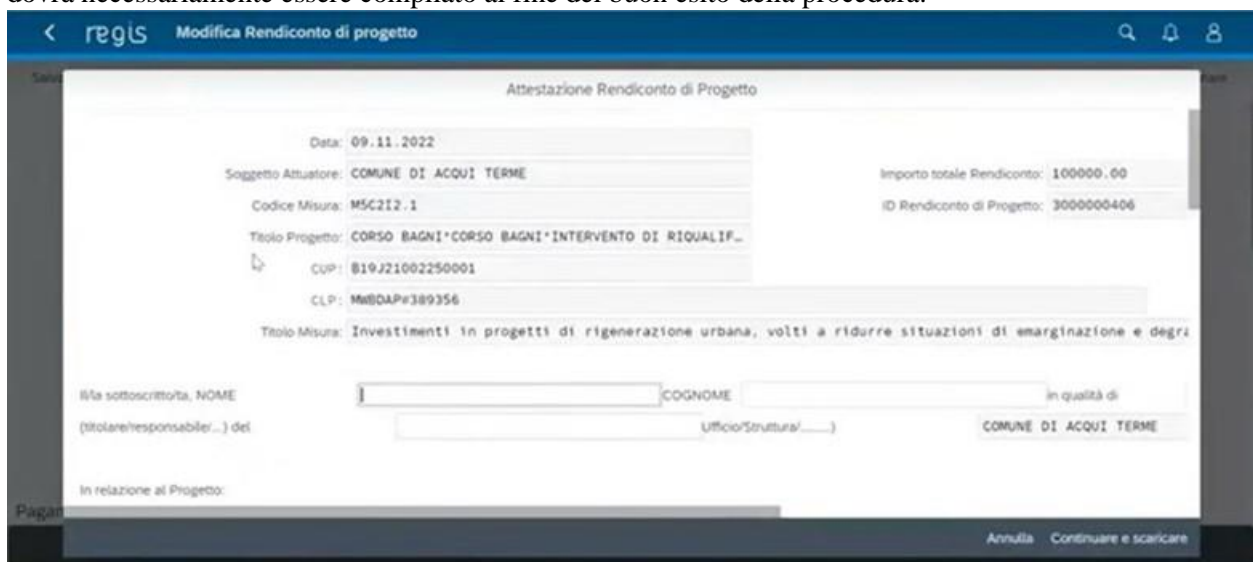 dovrà necessariamente essere compilato al fine del buon esito della procedura.
regis Modifica Rendiconto di progetto
Attestazione Rendiconto di Progetto
Data: 09.11.2022
Soggetto Attuatore: COMUNE DI ACQUI TERME Importo totale Rendiconto: 100000.00
Codice Misura: M5C2I2.1 ID Rendiconto di Progetto: 3000000406
Titolo Progetto: CORSO BAGNI*CORSO BAGNI*INTERVENTO DI RIQUALIF…
CUP: B19J21002250001
CLP: MWBDAP#389356
Titolo Misura: Investimenti in progetti di rigenerazione urbana, volti a ridurre situazioni di emarginazione e degra
Il/la sottoscritto/ta, NOME COGNOME in qualità di
(titolare/responsabile/...) del Ufficio/Struttura/........) COMUNE DI ACQUI TERME
In relazione al Progetto:
Pagam
Annulla Continuare e scaricare